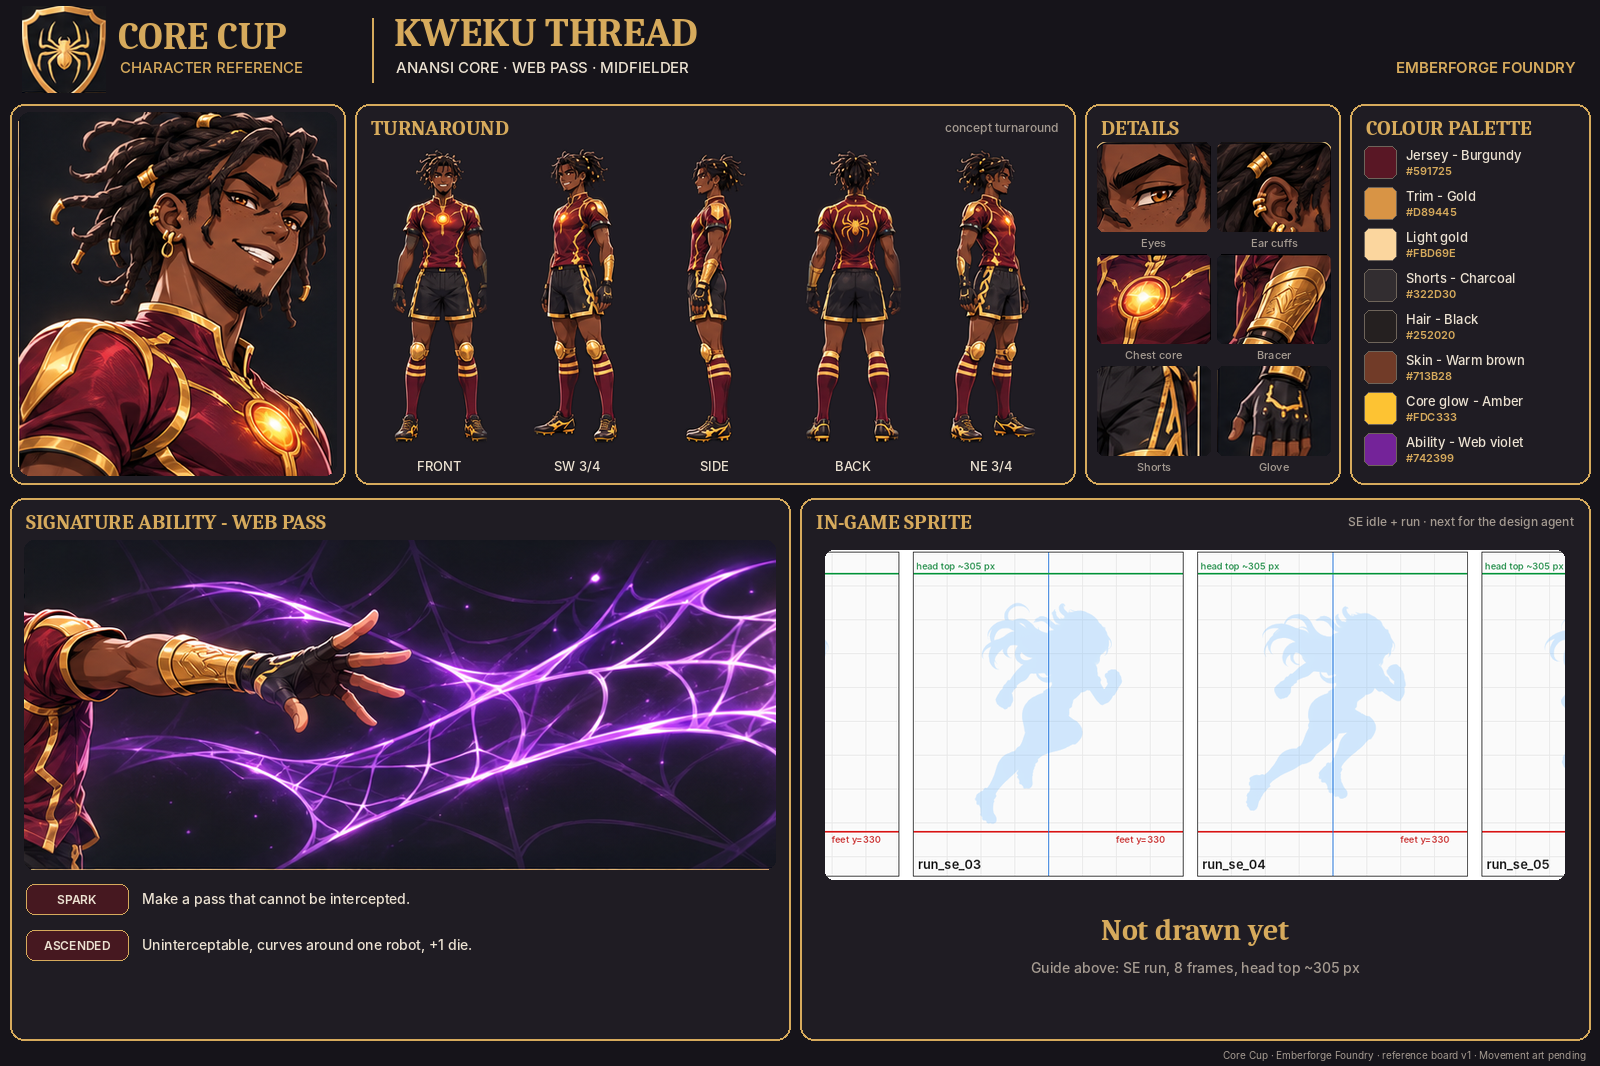 CORE CUP
CHARACTER REFERENCE
KWEKU THREAD
ANANSI CORE · WEB PASS · MIDFIELDER
EMBERFORGE FOUNDRY
TURNAROUND
concept turnaround
FRONT
SW 3/4
SIDE
BACK
NE 3/4
DETAILS
Eyes
Ear cuffs
Chest core
Bracer
Shorts
Glove
COLOUR PALETTE
Jersey - Burgundy
#591725
Trim - Gold
#D89445
Light gold
#FBD69E
Shorts - Charcoal
#322D30
Hair - Black
#252020
Skin - Warm brown
#713B28
Core glow - Amber
#FDC333
Ability - Web violet
#742399
SIGNATURE ABILITY - WEB PASS
SPARK
Make a pass that cannot be intercepted.
ASCENDED
Uninterceptable, curves around one robot, +1 die.
IN-GAME SPRITE
SE idle + run · next for the design agent
head top ~305 px
head top ~305 px
head top ~305 px
feet y=330
feet y=330
feet y=330
run_se_03
run_se_04
run_se_05
Not drawn yet
Guide above: SE run, 8 frames, head top ~305 px
Core Cup · Emberforge Foundry · reference board v1 · Movement art pending